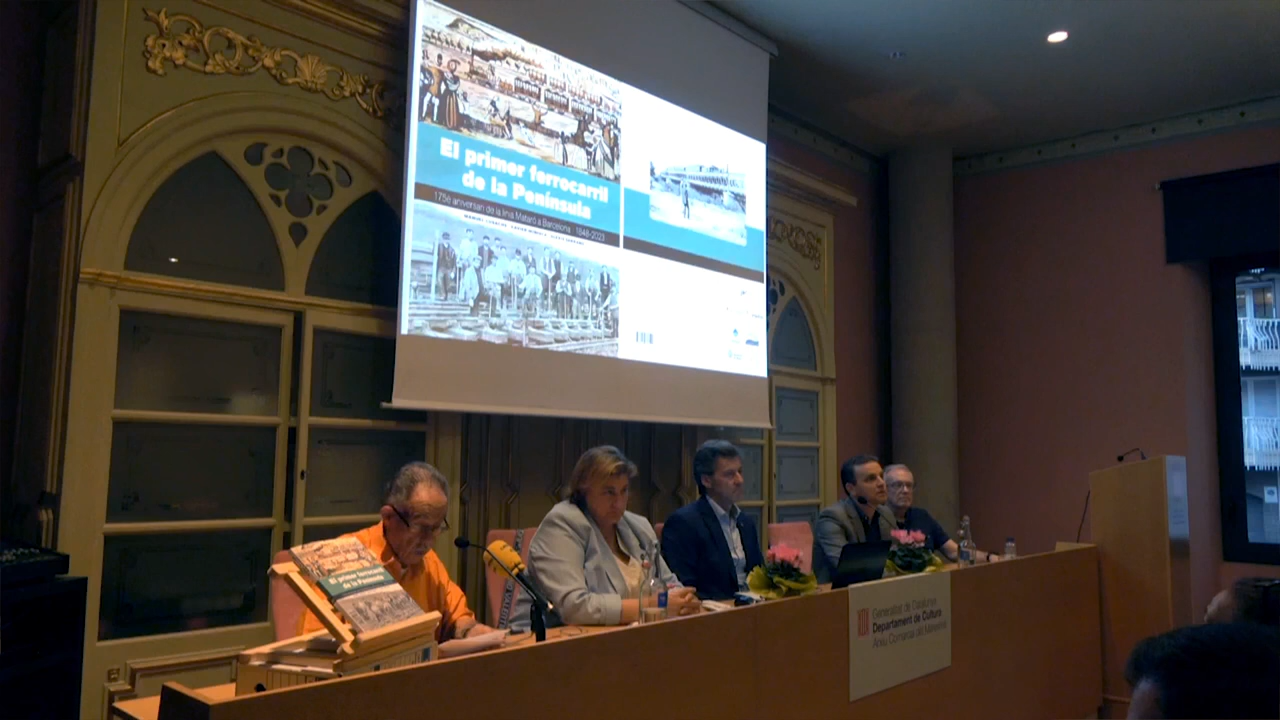 El primer ferrocarril
de la Península
175è aniversari de la línia Mataró a Barcelona · 1848-2023
El primer ferrocarril
de la Península
Generalitat de Catalunya
Departament de Cultura
Arxiu Comarcal del Maresme